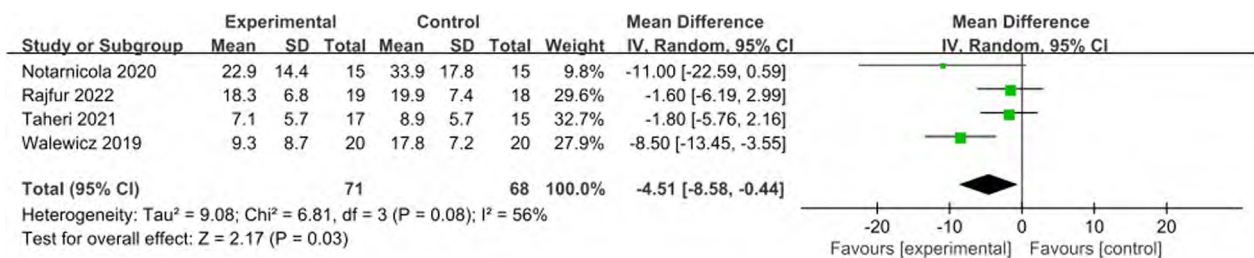 Experimental Control Mean Difference Mean Difference
Study or Subgroup Mean SD Total Mean SD Total Weight IV, Random, 95% CI IV, Random, 95% CI
Notarnicola 2020 22.9 14.4 15 33.9 17.8 15 9.8% -11.00 [-22.59, 0.59]
Rajfur 2022 18.3 6.8 19 19.9 7.4 18 29.6% -1.60 [-6.19, 2.99]
Taheri 2021 7.1 5.7 17 8.9 5.7 15 32.7% -1.80 [-5.76, 2.16]
Walewicz 2019 9.3 8.7 20 17.8 7.2 20 27.9% -8.50 [-13.45, -3.55]
Total (95% CI) 71 68 100.0% -4.51 [-8.58, -0.44]
Heterogeneity: Tau² = 9.08; Chi² = 6.81, df = 3 (P = 0.08); I² = 56%
Test for overall effect: Z = 2.17 (P = 0.03)
-20 -10 0 10 20
Favours [experimental] Favours [control]